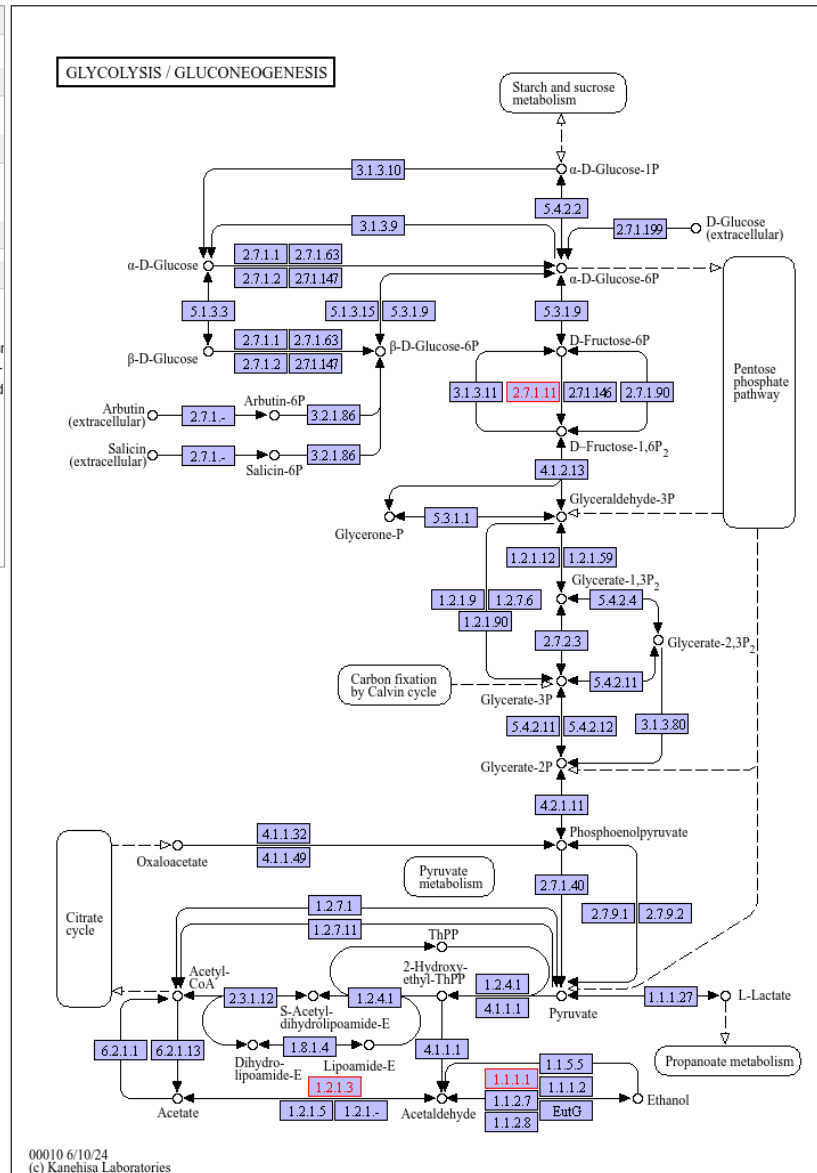 GLYCOLYSIS / GLUCONEOGENESIS
Starch and sucrose
metabolism
3.1.3.10
α-D-Glucose-1P
5.4.2.2
3.1.3.9
2.7.1.199
D-Glucose
(extracellular)
α-D-Glucose
2.7.1.1
2.7.1.63
2.7.1.2
2.7.1.147
α-D-Glucose-6P
5.1.3.3
5.1.3.15
5.3.1.9
5.3.1.9
β-D-Glucose
2.7.1.1
2.7.1.63
2.7.1.2
2.7.1.147
β-D-Glucose-6P
D-Fructose-6P
Pentose
phosphate
pathway
3.1.3.11
2.7.1.11
2.7.1.146
2.7.1.90
Arbutin
(extracellular)
2.7.1.-
Arbutin-6P
3.2.1.86
Salicin
(extracellular)
2.7.1.-
Salicin-6P
3.2.1.86
D-Fructose-1,6P2
4.1.2.13
Glyceraldehyde-3P
Glycerone-P
5.3.1.1
1.2.1.12
1.2.1.59
Glycerate-1,3P2
1.2.1.9
1.2.7.6
1.2.1.90
5.4.2.4
2.7.2.3
Glycerate-2,3P2
Carbon fixation
by Calvin cycle
Glycerate-3P
5.4.2.11
5.4.2.11
5.4.2.12
3.1.3.80
Glycerate-2P
4.2.1.11
Oxaloacetate
4.1.1.32
4.1.1.49
Phosphoenolpyruvate
Pyruvate
metabolism
2.7.1.40
Citrate
cycle
1.2.7.1
1.2.7.11
2.7.9.1
2.7.9.2
ThPP
Acetyl-
CoA
2.3.1.12
S-Acetyl-
dihydrolipoamide-E
1.2.4.1
2-Hydroxy-
ethyl-ThPP
1.2.4.1
4.1.1.1
Pyruvate
1.1.1.27
L-Lactate
6.2.1.1
6.2.1.13
Dihydro-
lipoamide-E
1.8.1.4
Lipoamide-E
4.1.1.1
Propanoate metabolism
Acetate
1.2.1.3
1.2.1.5
1.2.1.-
Acetaldehyde
1.1.1.1
1.1.2.7
1.1.2.8
1.1.5.5
1.1.1.2
EutG
Ethanol
00010 6/10/24
(c) Kanehisa Laboratories